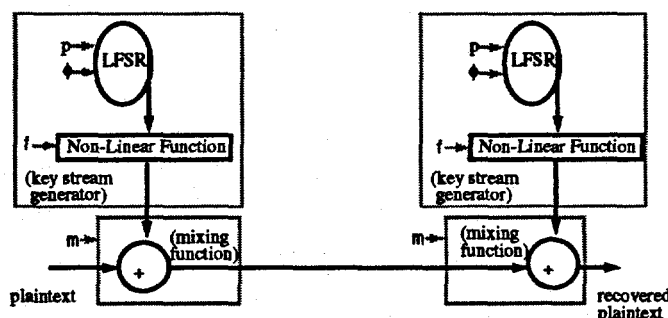 p
LFSR
ϕ
f
Non-Linear Function
(key stream
generator)
m
(mixing
function)
+
plaintext
p
LFSR
ϕ
f
Non-Linear Function
(key stream
generator)
m
(mixing
function)
+
recovered
plaintext